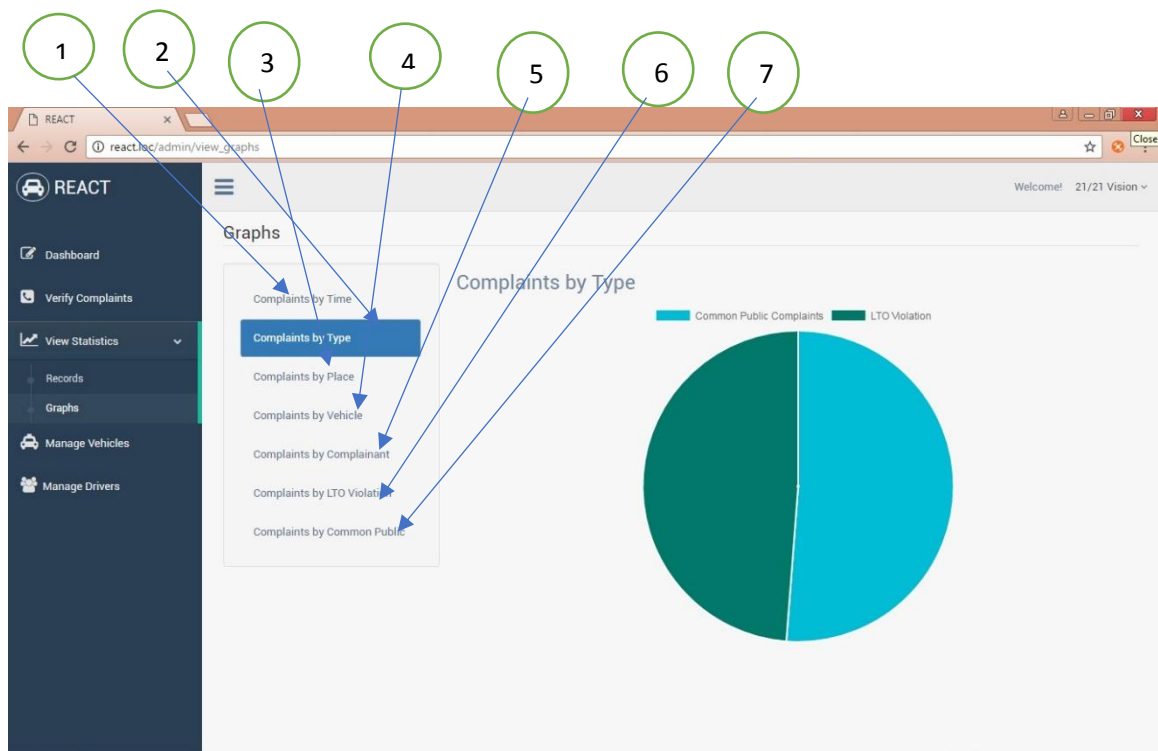 1 2 3 4 5 6 7
REACT
react.loc/admin/view_graphs
Close
REACT
Welcome! 21/21 Vision
Graphs
Dashboard
Verify Complaints
View Statistics
Records
Graphs
Manage Vehicles
Manage Drivers
Complaints by Time
Complaints by Type
Complaints by Place
Complaints by Vehicle
Complaints by Complainant
Complaints by LTO Violation
Complaints by Common Public
Complaints by Type
Common Public Complaints LTO Violation